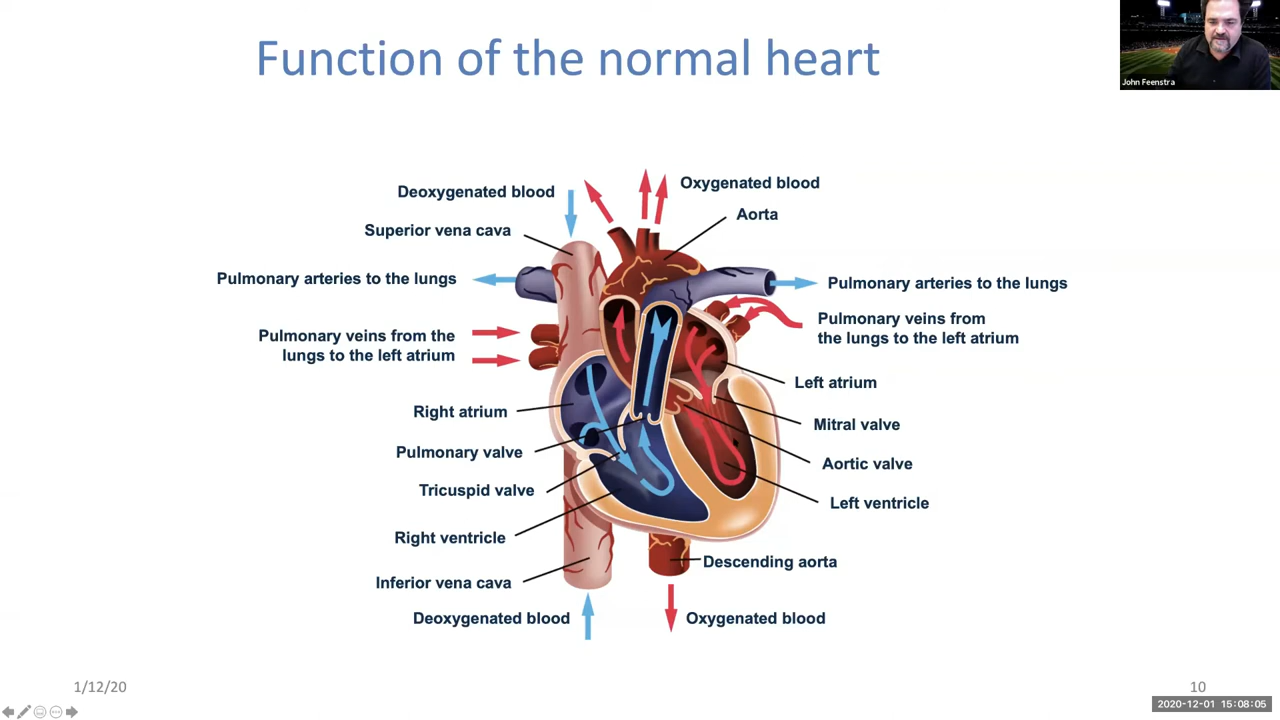 Function of the normal heart
John Feenstra
Deoxygenated blood
Superior vena cava
Pulmonary arteries to the lungs
Pulmonary veins from the
lungs to the left atrium
Right atrium
Pulmonary valve
Tricuspid valve
Right ventricle
Inferior vena cava
Deoxygenated blood
Oxygenated blood
Aorta
Pulmonary arteries to the lungs
Pulmonary veins from
the lungs to the left atrium
Left atrium
Mitral valve
Aortic valve
Left ventricle
Descending aorta
Oxygenated blood
1/12/20
10
2020-12-01 15:08:05